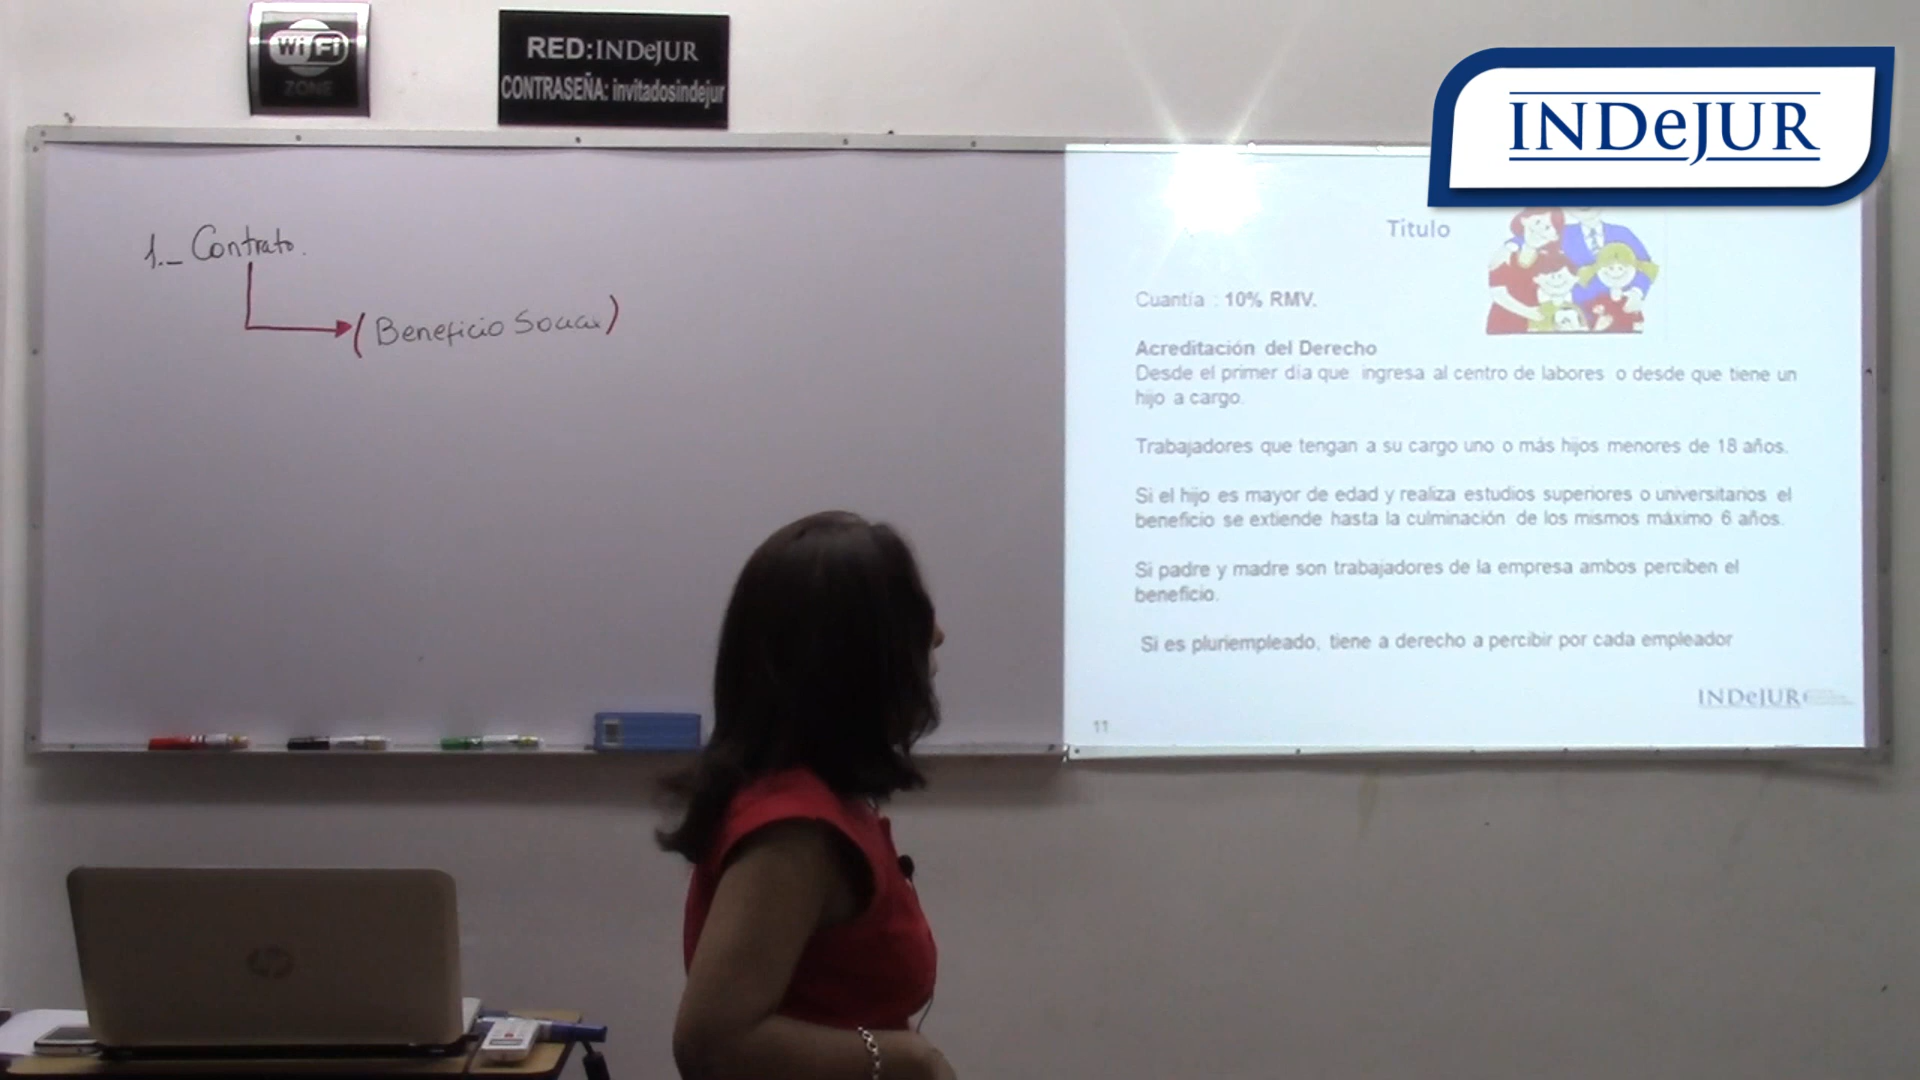 WiFi
ZONE
RED:INDeJUR
CONTRASEÑA: invitadosindejur
INDeJUR
1._ Contrato.
(Beneficio Social)
Titulo
Cuantía : 10% RMV.
Acreditación del Derecho
Desde el primer día que ingresa al centro de labores o desde que tiene un
hijo a cargo.
Trabajadores que tengan a su cargo uno o más hijos menores de 18 años.
Si el hijo es mayor de edad y realiza estudios superiores o universitarios el
beneficio se extiende hasta la culminación de los mismos máximo 6 años.
Si padre y madre son trabajadores de la empresa ambos perciben el
beneficio.
Si es pluriempleado, tiene a derecho a percibir por cada empleador
INDeJUR
11
hp